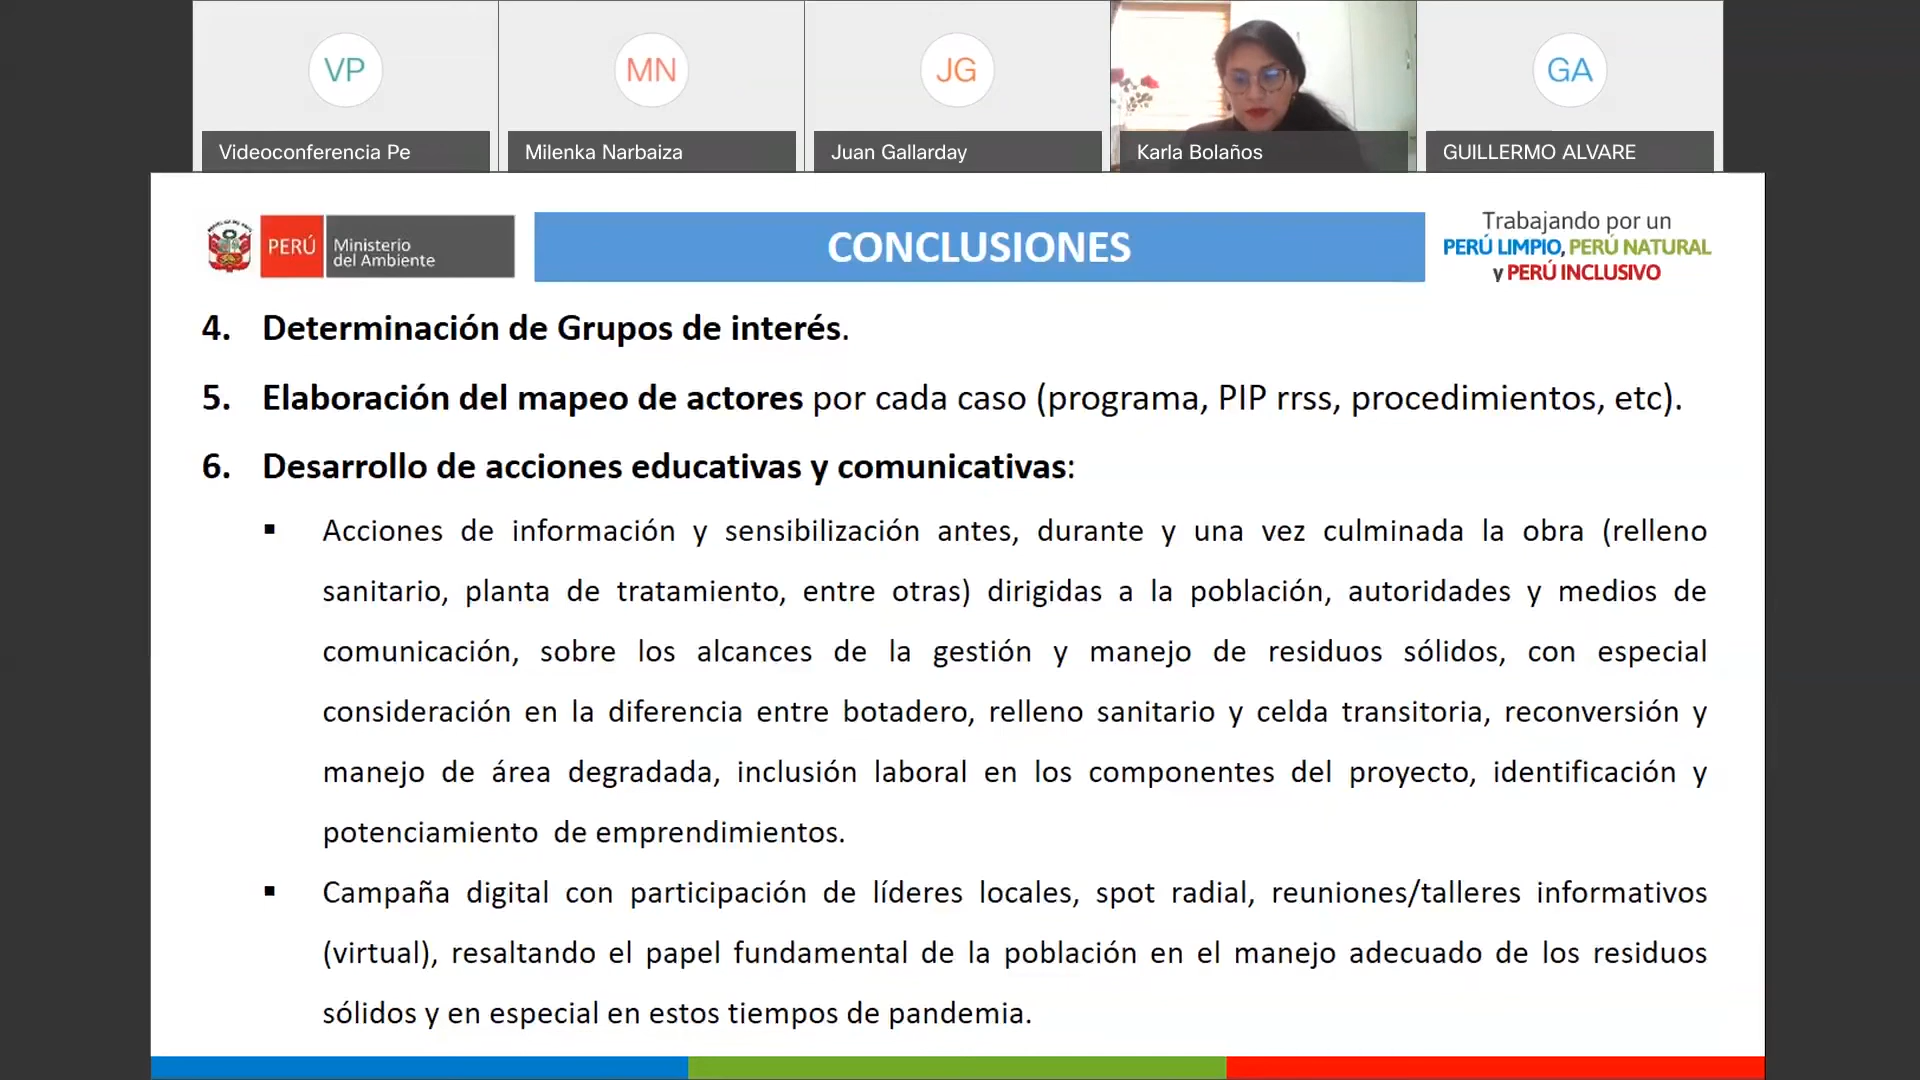 VP
MN
JG
GA
Videoconferencia Pe
Milenka Narbaiza
Juan Gallarday
Karla Bolaños
GUILLERMO ALVARE
PERÚ
Ministerio
del Ambiente
CONCLUSIONES
Trabajando por un
PERÚ LIMPIO, PERÚ NATURAL
y PERÚ INCLUSIVO
4. Determinación de Grupos de interés.
5. Elaboración del mapeo de actores por cada caso (programa, PIP rrss, procedimientos, etc).
6. Desarrollo de acciones educativas y comunicativas:
▪ Acciones de información y sensibilización antes, durante y una vez culminada la obra (relleno
sanitario, planta de tratamiento, entre otras) dirigidas a la población, autoridades y medios de
comunicación, sobre los alcances de la gestión y manejo de residuos sólidos, con especial
consideración en la diferencia entre botadero, relleno sanitario y celda transitoria, reconversión y
manejo de área degradada, inclusión laboral en los componentes del proyecto, identificación y
potenciamiento de emprendimientos.
▪ Campaña digital con participación de líderes locales, spot radial, reuniones/talleres informativos
(virtual), resaltando el papel fundamental de la población en el manejo adecuado de los residuos
sólidos y en especial en estos tiempos de pandemia.